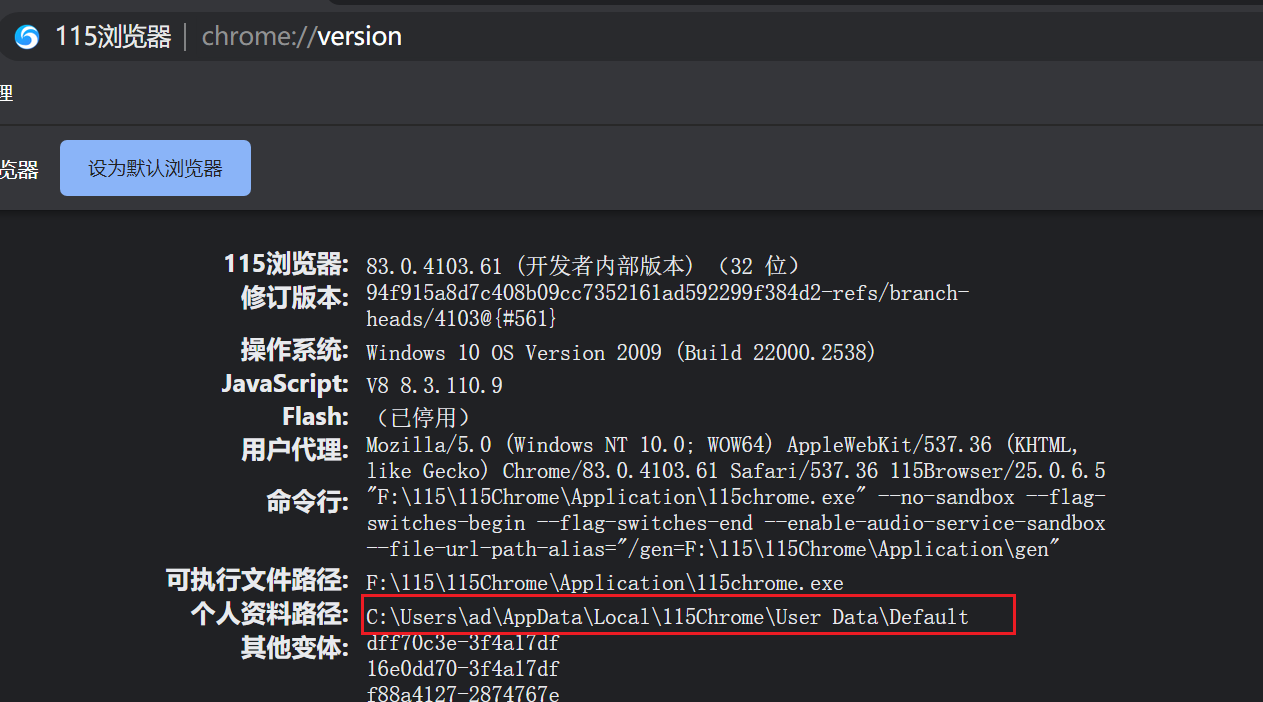 115浏览器 | chrome://version
理
览器 设为默认浏览器
115浏览器: 83.0.4103.61 (开发者内部版本) （32 位）
修订版本: 94f915a8d7c408b09cc7352161ad592299f384d2-refs/branch-
heads/4103@{#561}
操作系统: Windows 10 OS Version 2009 (Build 22000.2538)
JavaScript: V8 8.3.110.9
Flash: （已停用）
用户代理: Mozilla/5.0 (Windows NT 10.0; WOW64) AppleWebKit/537.36 (KHTML,
like Gecko) Chrome/83.0.4103.61 Safari/537.36 115Browser/25.0.6.5
命令行: "F:\115\115Chrome\Application\115chrome.exe" --no-sandbox --flag-
switches-begin --flag-switches-end --enable-audio-service-sandbox
--file-url-path-alias="/gen=F:\115\115Chrome\Application\gen"
可执行文件路径: F:\115\115Chrome\Application\115chrome.exe
个人资料路径: C:\Users\ad\AppData\Local\115Chrome\User Data\Default
其他变体: dff70c3e-3f4a17df
16e0dd70-3f4a17df
f88a4127-2874767e